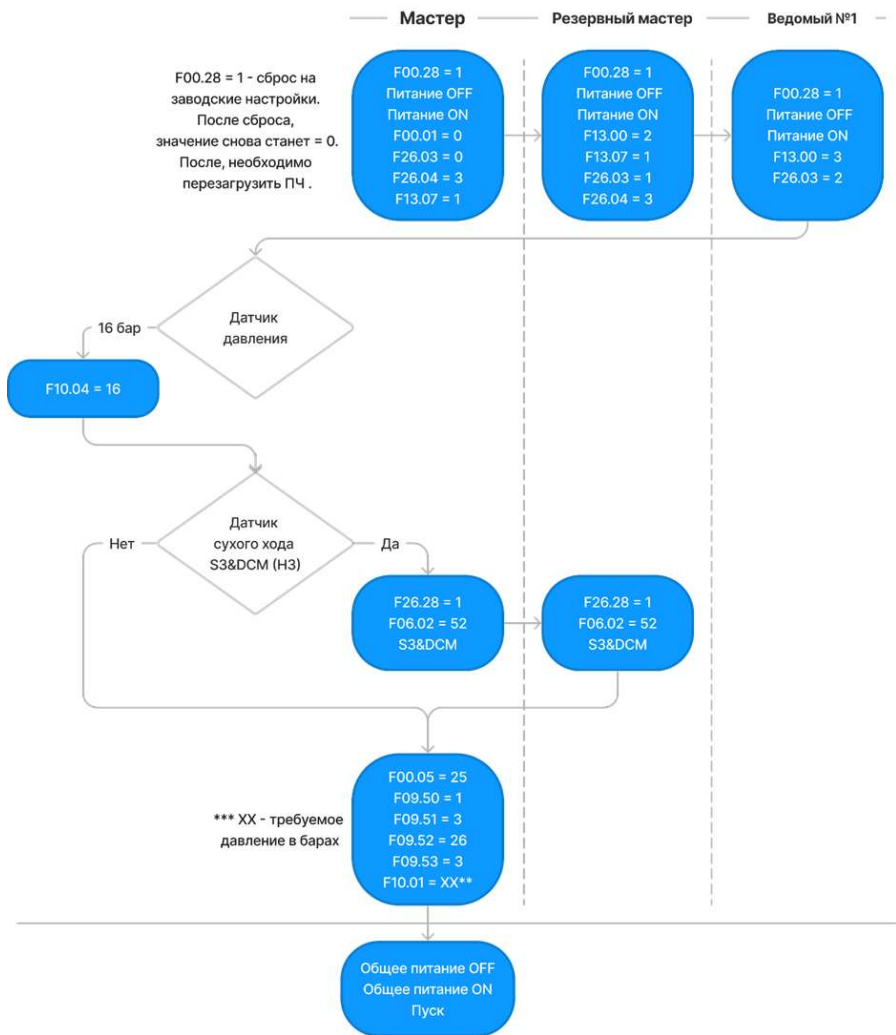 Мастер
Резервный мастер
Ведомый №1
F00.28 = 1 - сброс на
заводские настройки.
После сброса,
значение снова станет = 0.
После, необходимо
перезагрузить ПЧ .
F00.28 = 1
Питание OFF
Питание ON
F00.01 = 0
F26.03 = 0
F26.04 = 3
F13.07 = 1
F00.28 = 1
Питание OFF
Питание ON
F13.00 = 2
F13.07 = 1
F26.03 = 1
F26.04 = 3
F00.28 = 1
Питание OFF
Питание ON
F13.00 = 3
F26.03 = 2
Датчик
давления
16 бар
F10.04 = 16
Датчик
сухого хода
S3&DCM (НЗ)
Нет
Да
F26.28 = 1
F06.02 = 52
S3&DCM
F26.28 = 1
F06.02 = 52
S3&DCM
*** XX - требуемое
давление в барах
F00.05 = 25
F09.50 = 1
F09.51 = 3
F09.52 = 26
F09.53 = 3
F10.01 = XX**
Общее питание OFF
Общее питание ON
Пуск